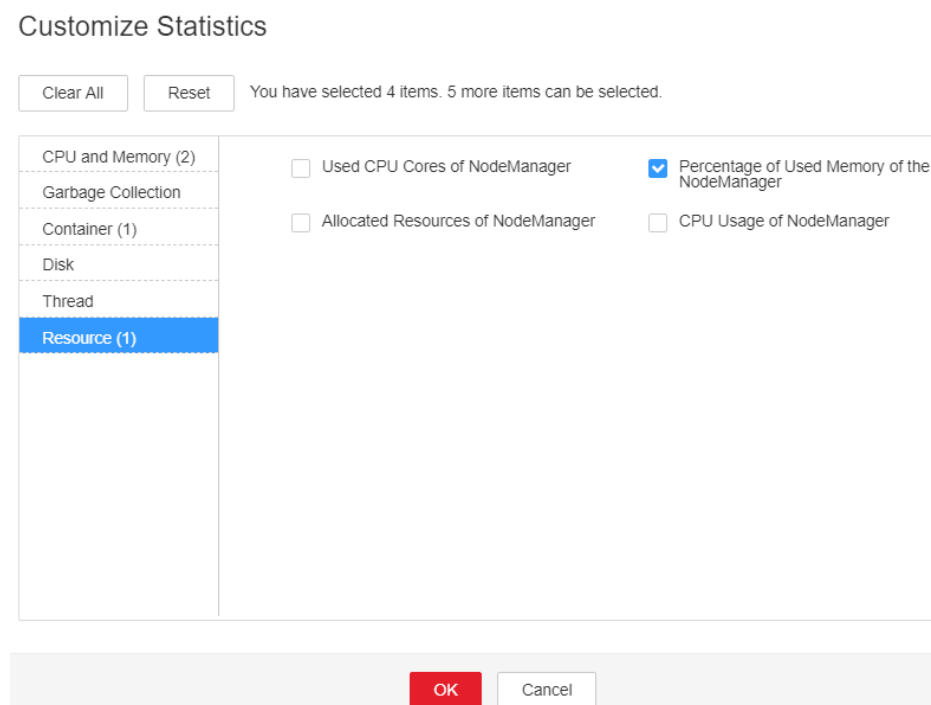 Customize Statistics
Clear All
Reset
You have selected 4 items. 5 more items can be selected.
CPU and Memory (2)
Garbage Collection
Container (1)
Disk
Thread
Resource (1)
Used CPU Cores of NodeManager
Percentage of Used Memory of the
NodeManager
Allocated Resources of NodeManager
CPU Usage of NodeManager
OK
Cancel